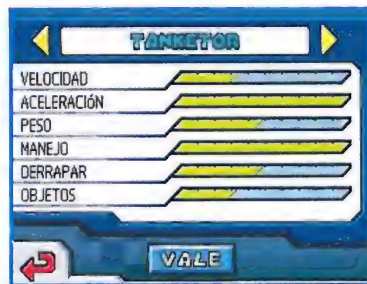 TANKETOR
VELOCIDAD
ACELERACIÓN
PESO
MANEJO
DERRAPAR
OBJETOS
VALE